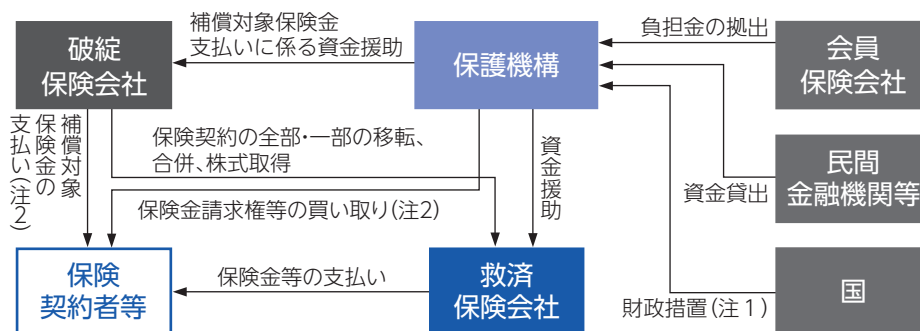 破綻
保険会社
補償対象保険金
支払いに係る資金援助
保護機構
負担金の拠出
会員
保険会社
補償対象
保険金の
支払い(注2)
保険契約の全部・一部の移転、
合併、株式取得
資金援助
民間
金融機関等
資金貸出
保険金請求権等の買い取り(注2)
保険
契約者等
保険金等の支払い
救済
保険会社
国
財政措置(注1)